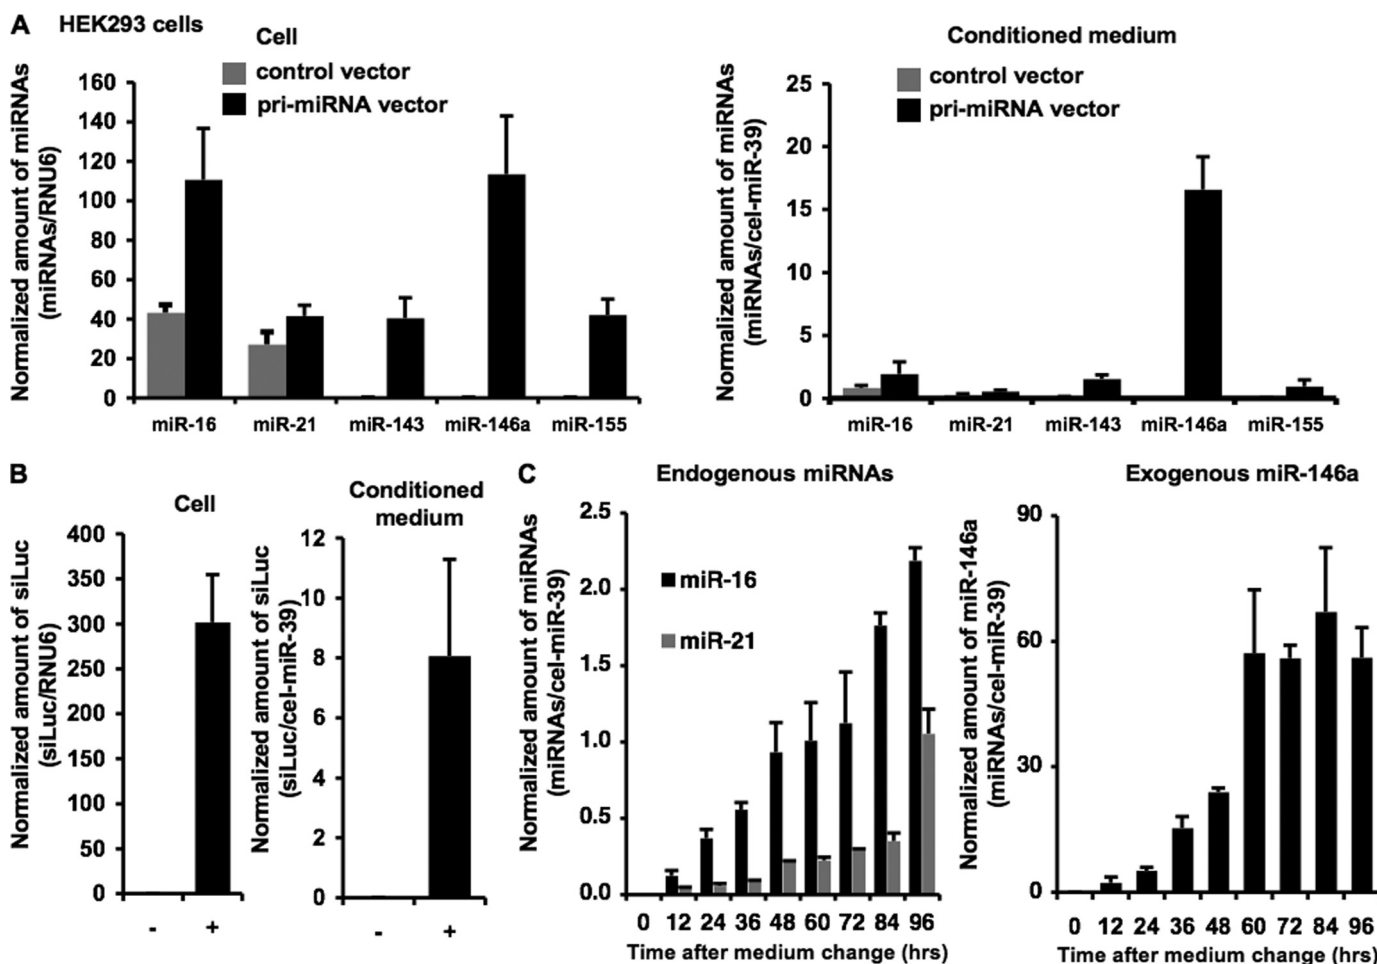 A HEK293 cells
Cell
control vector
pri-miRNA vector
Normalized amount of miRNAs
(miRNAs/RNU6)
160
140
120
100
80
60
40
20
0
miR-16 miR-21 miR-143 miR-146a miR-155
Conditioned medium
control vector
pri-miRNA vector
Normalized amount of miRNAs
(miRNAs/cel-miR-39)
25
20
15
10
5
0
miR-16 miR-21 miR-143 miR-146a miR-155
B
Cell
Normalized amount of siLuc
(siLuc/RNU6)
400
350
300
250
200
150
100
50
0
- +
Conditioned
medium
Normalized amount of siLuc
(siLuc/cel-miR-39)
12
10
8
6
4
2
0
- +
C Endogenous miRNAs
Normalized amount of miRNAs
(miRNAs/cel-miR-39)
2.5
2.0
1.5
1.0
0.5
0.0
miR-16
miR-21
0 12 24 36 48 60 72 84 96
Time after medium change (hrs)
Exogenous miR-146a
Normalized amount of miR-146a
(miRNAs/cel-miR-39)
90
60
30
0
0 12 24 36 48 60 72 84 96
Time after medium change (hrs)